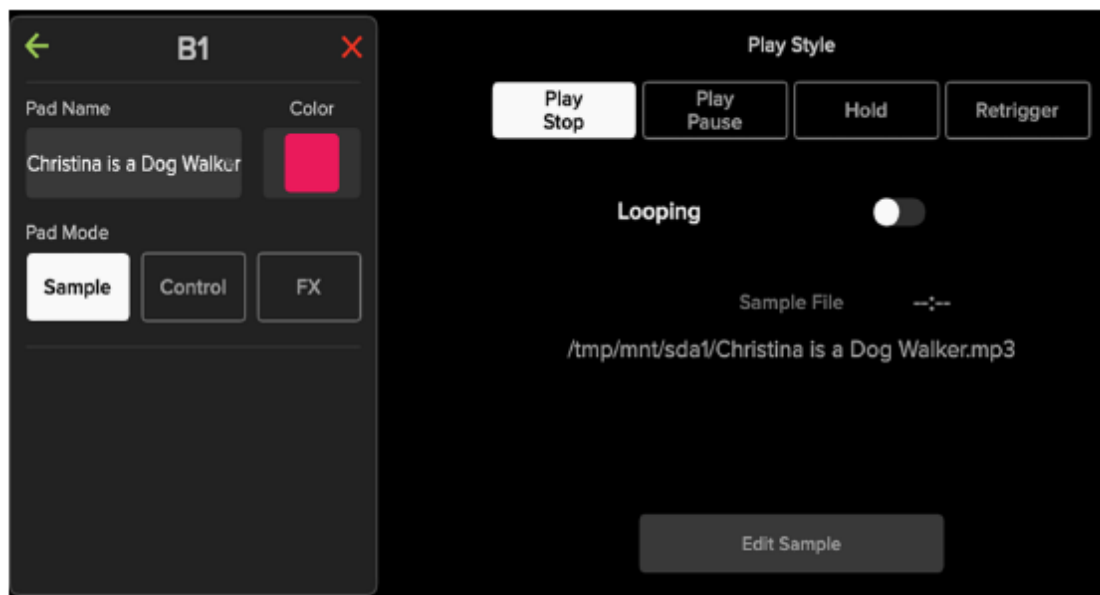 B1
Pad Name
Color
Christina is a Dog Walker
Pad Mode
Sample
Control
FX
Play Style
Play
Stop
Play
Pause
Hold
Retrigger
Looping
Sample File --:--
/tmp/mnt/sda1/Christina is a Dog Walker.mp3
Edit Sample